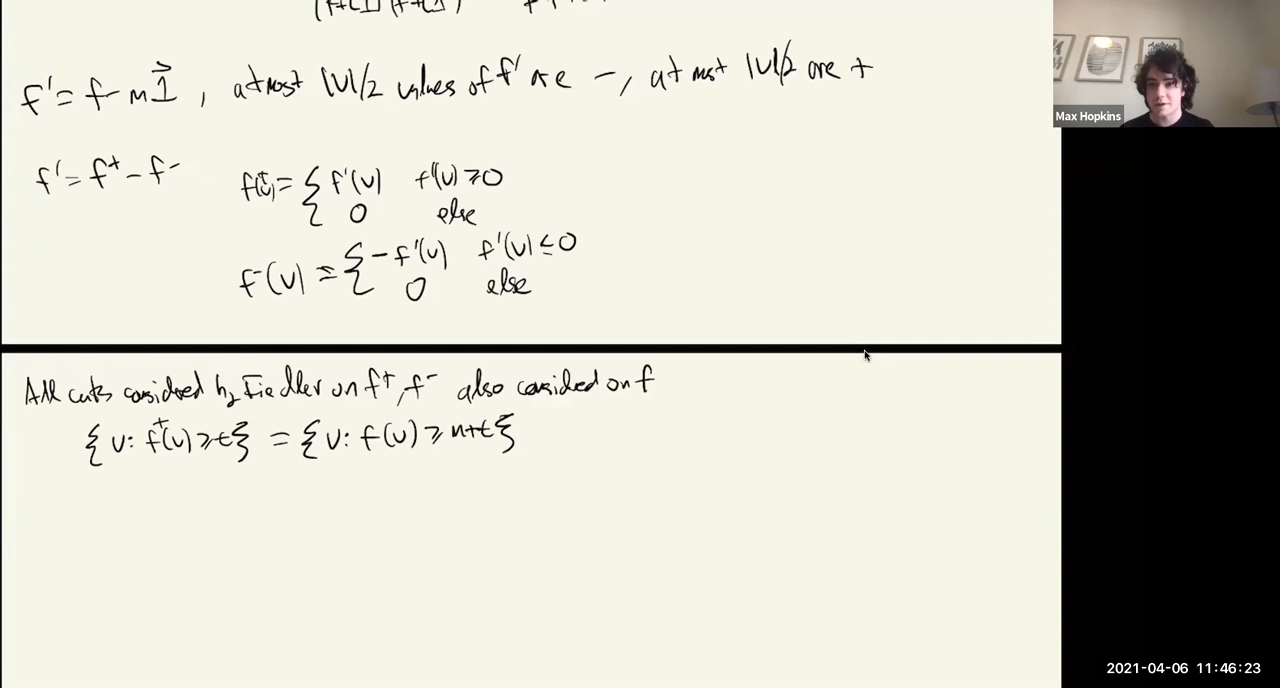 f' = f - m1⃗ , at most |V|/2 values of f' are −, at most |V|/2 are +
f' = f⁺ - f⁻
f⁺(v) = { f'(v) f'(v) ≥ 0
0 else
f⁻(v) = { -f'(v) f'(v) ≤ 0
0 else
All cuts considered by Fiedler on f⁺, f⁻ also considered on f
{ v: f⁺(v) ≥ t } = { v: f(v) ≥ m+t }
Max Hopkins
2021-04-06 11:46:23